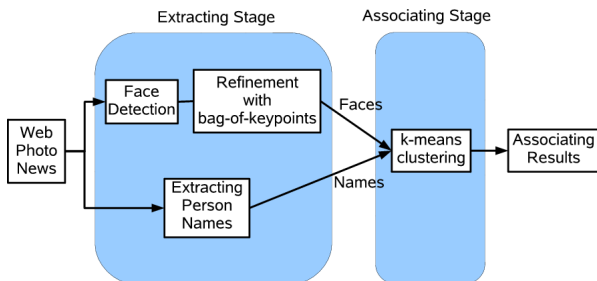 Extracting Stage
Associating Stage
Web
Photo
News
Face
Detection
Refinement
with
bag-of-keypoints
Extracting
Person
Names
Faces
Names
k-means
clustering
Associating
Results